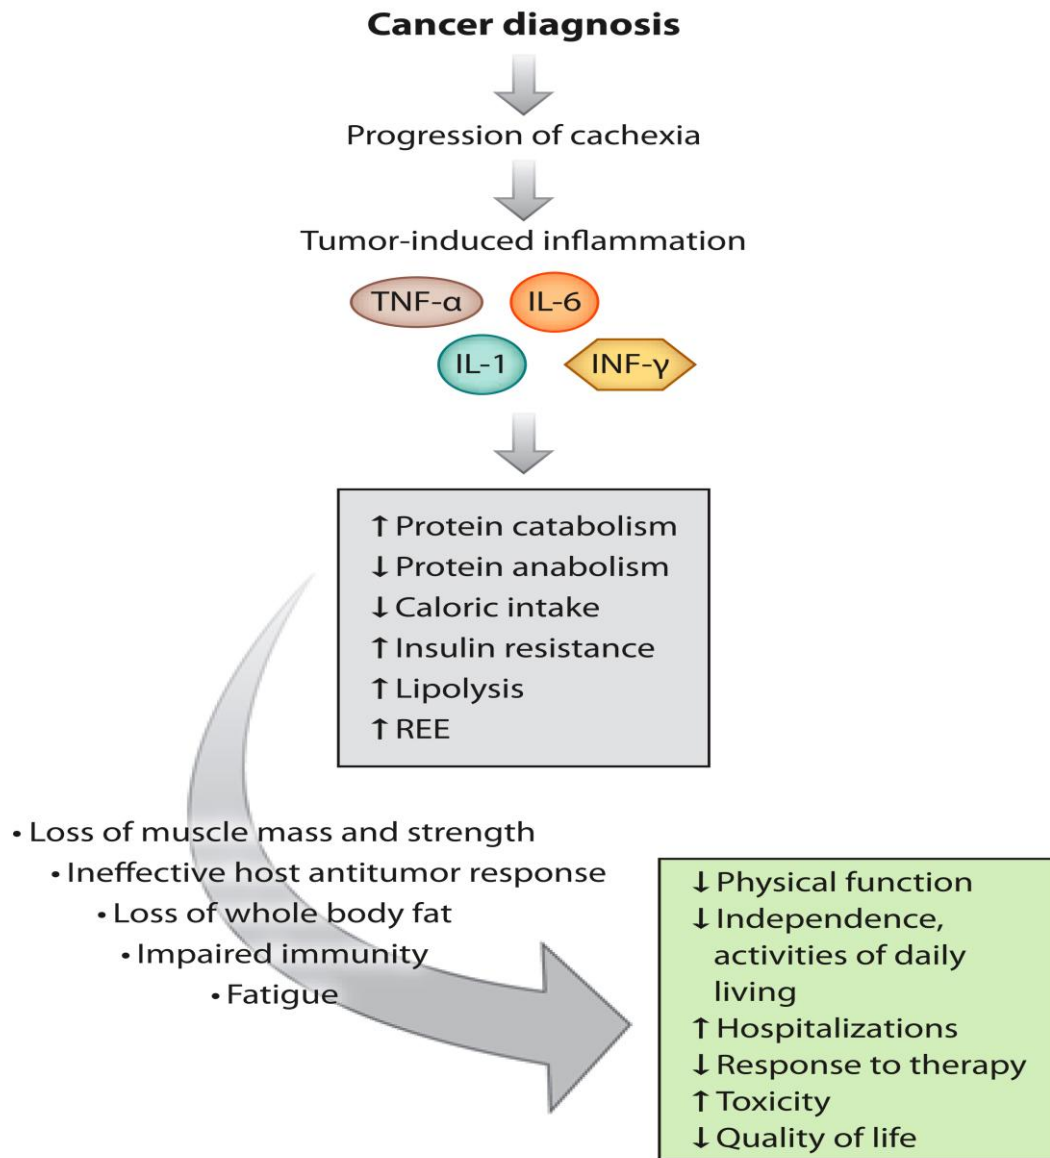 Cancer diagnosis
Progression of cachexia
Tumor-induced inflammation
TNF-α IL-6
IL-1 INF-γ
↑ Protein catabolism
↓ Protein anabolism
↓ Caloric intake
↑ Insulin resistance
↑ Lipolysis
↑ REE
• Loss of muscle mass and strength
• Ineffective host antitumor response
• Loss of whole body fat
• Impaired immunity
• Fatigue
↓ Physical function
↓ Independence,
activities of daily
living
↑ Hospitalizations
↓ Response to therapy
↑ Toxicity
↓ Quality of life